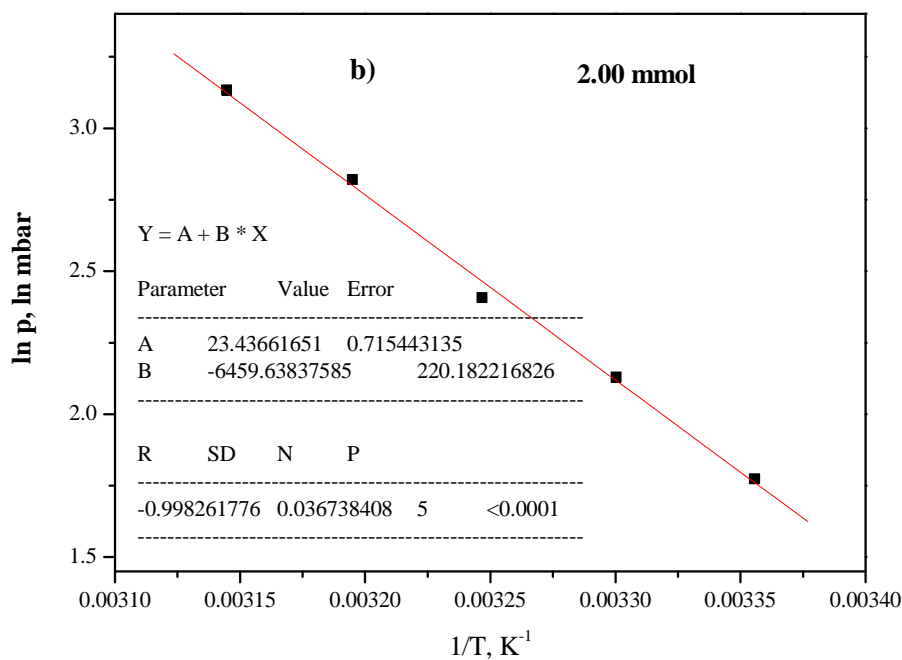 b)
2.00 mmol
3.0
2.5
2.0
1.5
ln p, ln mbar
Y = A + B * X
Parameter Value Error
------------------------------------------------------------
A 23.43661651 0.715443135
B -6459.63837585 220.182216826
------------------------------------------------------------
R SD N P
------------------------------------------------------------
-0.998261776 0.036738408 5 <0.0001
------------------------------------------------------------
0.00310 0.00315 0.00320 0.00325 0.00330 0.00335 0.00340
1/T, K⁻¹